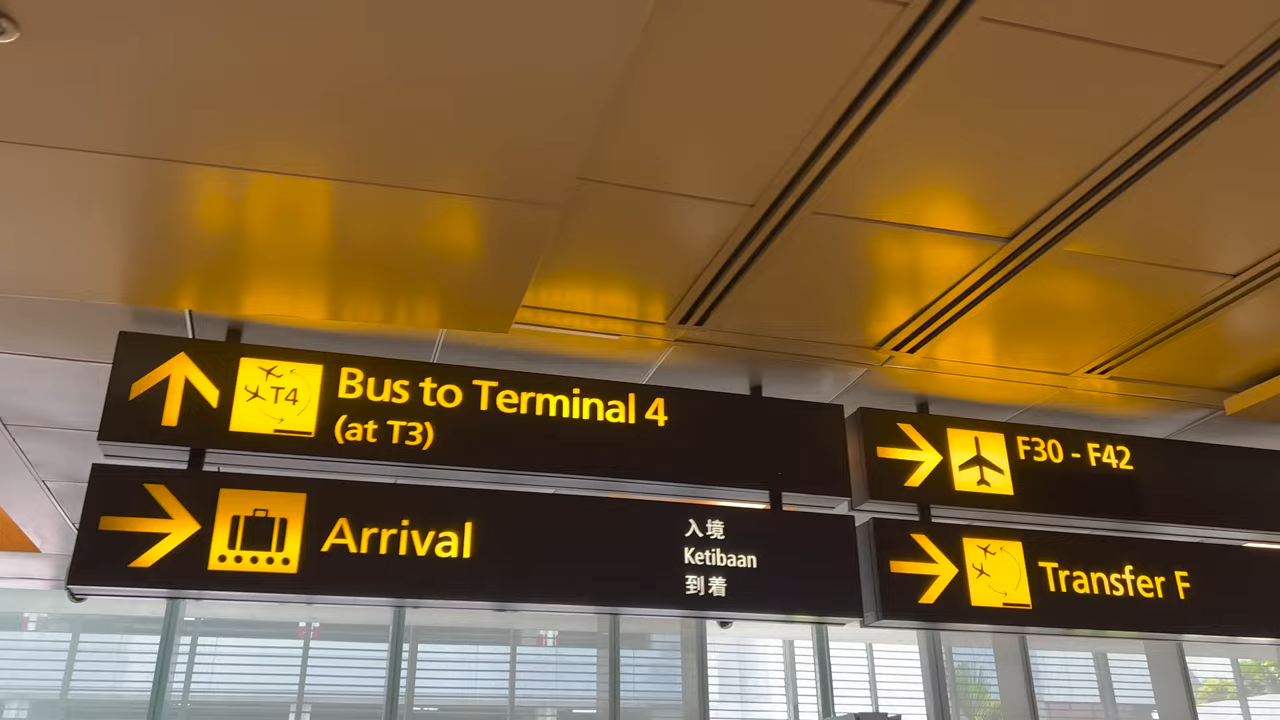 T4
Bus to Terminal 4
(at T3)
Arrival
入境
Ketibaan
到着
F30 - F42
Transfer F